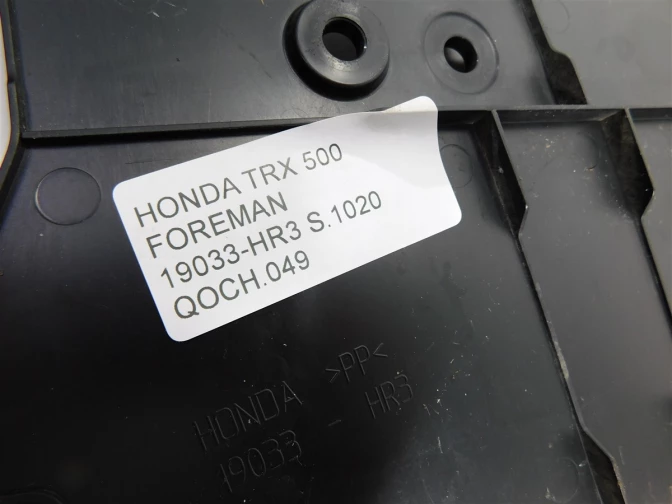 HONDA TRX 500
FOREMAN
19033-HR3 S.1020
QOCH.049
HONDA >PP<
19033 - HR3